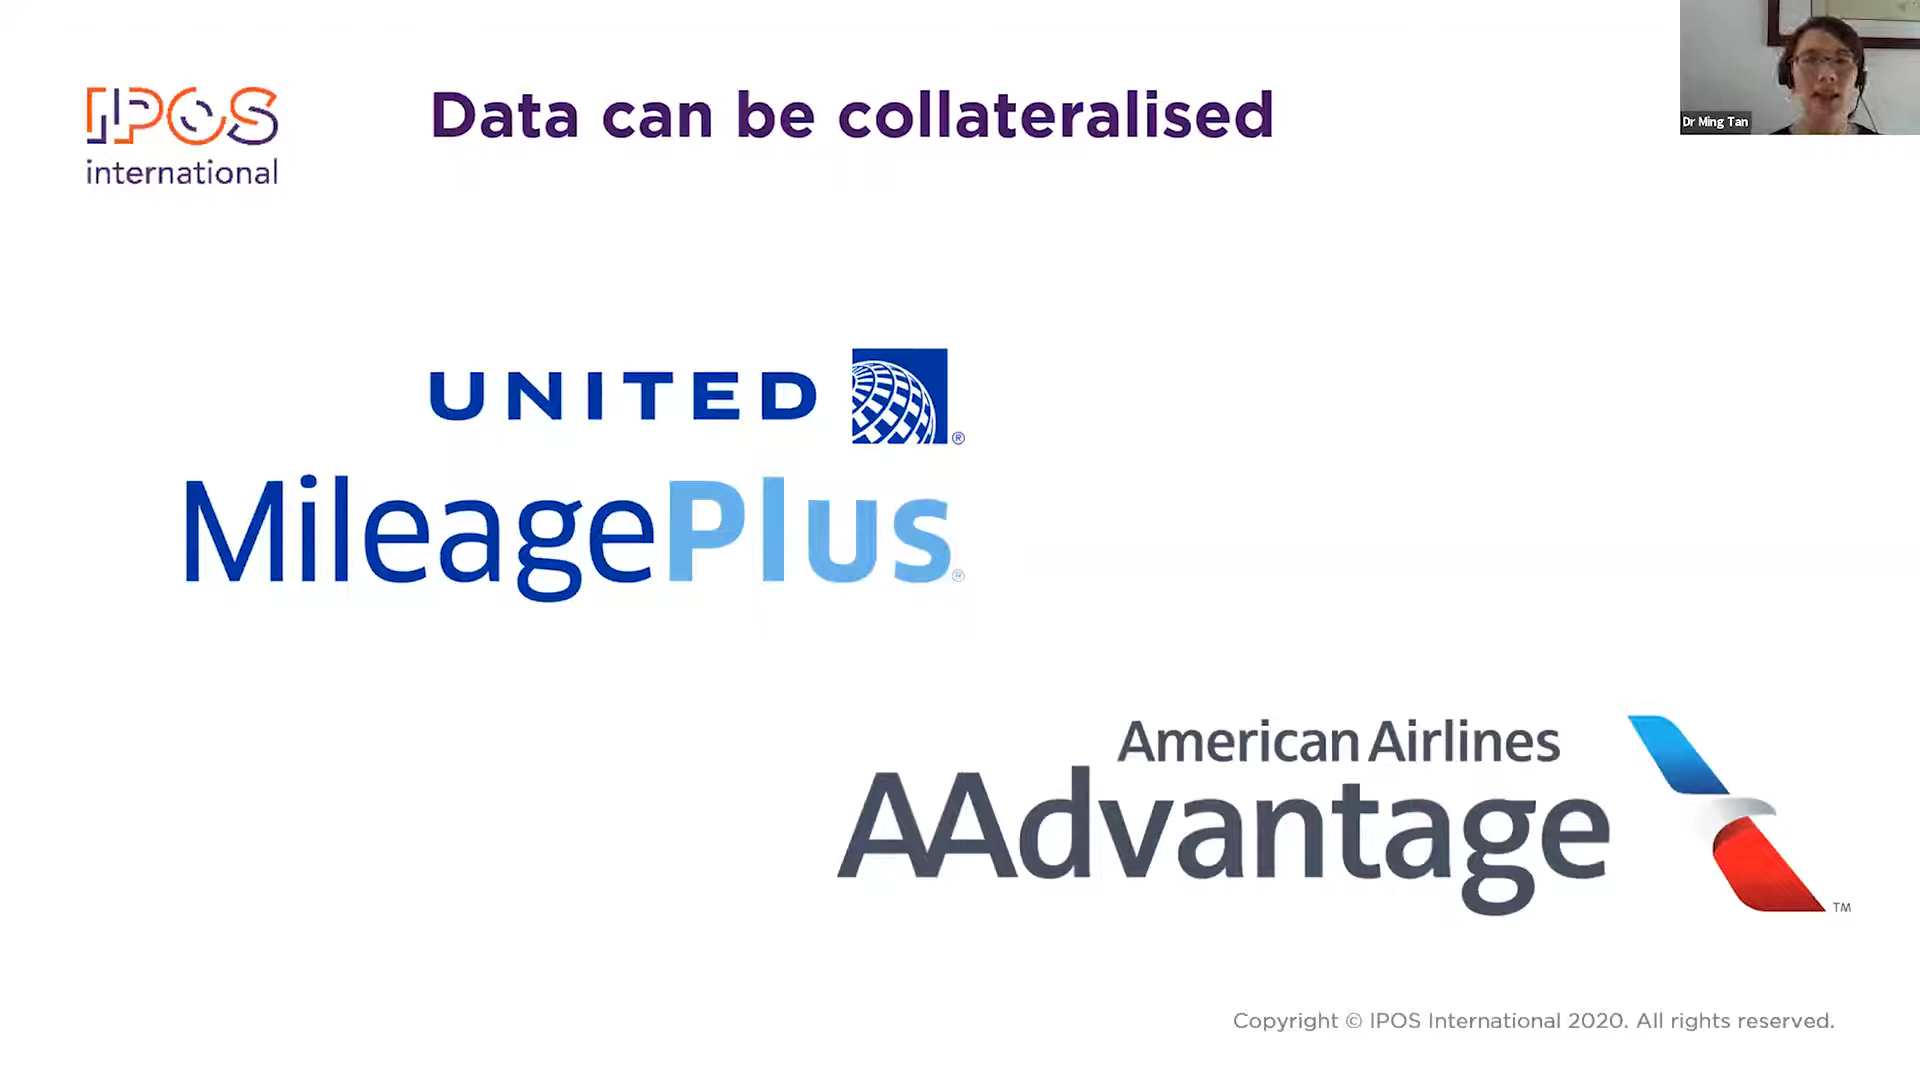 IPOS
international
Data can be collateralised
Dr Ming Tan
UNITED
®
MileagePlus
®
American Airlines
AAdvantage
TM
Copyright © IPOS International 2020. All rights reserved.